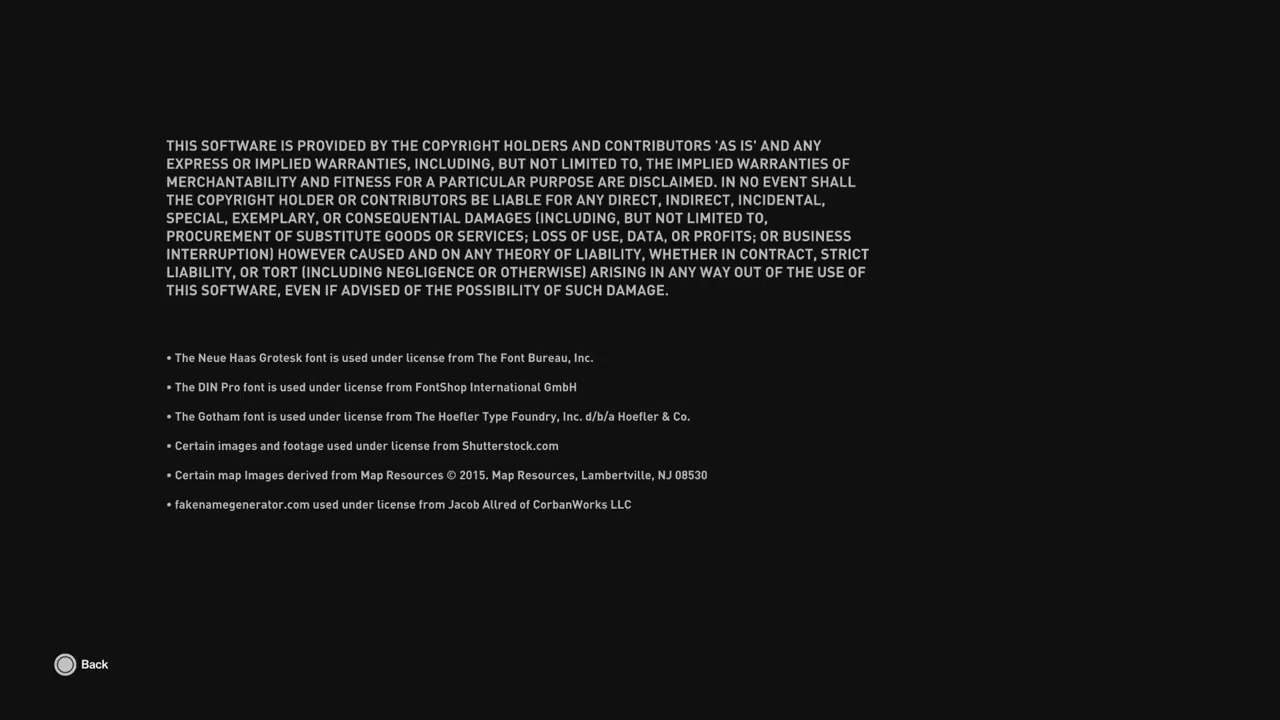 THIS SOFTWARE IS PROVIDED BY THE COPYRIGHT HOLDERS AND CONTRIBUTORS 'AS IS' AND ANY
EXPRESS OR IMPLIED WARRANTIES, INCLUDING, BUT NOT LIMITED TO, THE IMPLIED WARRANTIES OF
MERCHANTABILITY AND FITNESS FOR A PARTICULAR PURPOSE ARE DISCLAIMED. IN NO EVENT SHALL
THE COPYRIGHT HOLDER OR CONTRIBUTORS BE LIABLE FOR ANY DIRECT, INDIRECT, INCIDENTAL,
SPECIAL, EXEMPLARY, OR CONSEQUENTIAL DAMAGES (INCLUDING, BUT NOT LIMITED TO,
PROCUREMENT OF SUBSTITUTE GOODS OR SERVICES; LOSS OF USE, DATA, OR PROFITS; OR BUSINESS
INTERRUPTION) HOWEVER CAUSED AND ON ANY THEORY OF LIABILITY, WHETHER IN CONTRACT, STRICT
LIABILITY, OR TORT (INCLUDING NEGLIGENCE OR OTHERWISE) ARISING IN ANY WAY OUT OF THE USE OF
THIS SOFTWARE, EVEN IF ADVISED OF THE POSSIBILITY OF SUCH DAMAGE.
• The Neue Haas Grotesk font is used under license from The Font Bureau, Inc.
• The DIN Pro font is used under license from FontShop International GmbH
• The Gotham font is used under license from The Hoefler Type Foundry, Inc. d/b/a Hoefler & Co.
• Certain images and footage used under license from Shutterstock.com
• Certain map Images derived from Map Resources © 2015. Map Resources, Lambertville, NJ 08530
• fakenamegenerator.com used under license from Jacob Allred of CorbanWorks LLC
Back